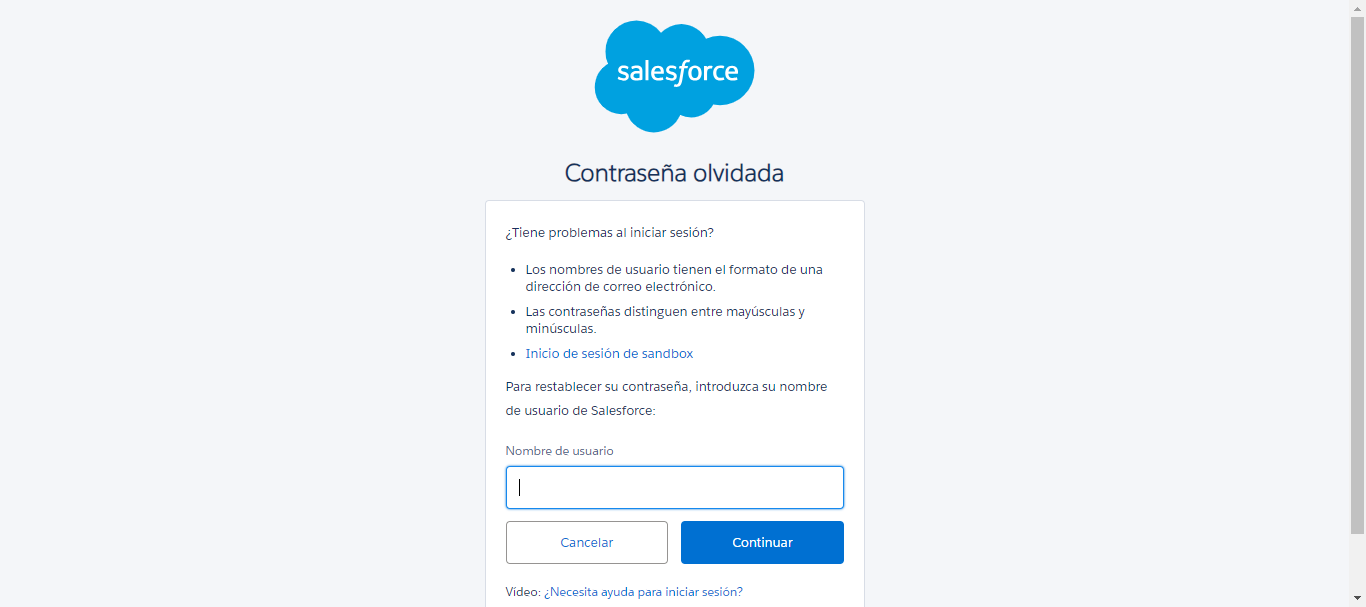 salesforce
Contraseña olvidada
¿Tiene problemas al iniciar sesión?
Los nombres de usuario tienen el formato de una
dirección de correo electrónico.
Las contraseñas distinguen entre mayúsculas y
minúsculas.
Inicio de sesión de sandbox
Para restablecer su contraseña, introduzca su nombre
de usuario de Salesforce:
Nombre de usuario
Cancelar
Continuar
Vídeo: ¿Necesita ayuda para iniciar sesión?